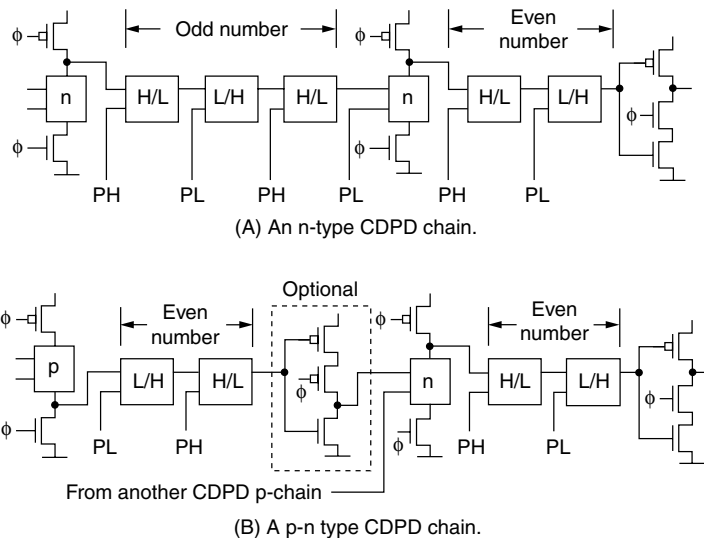 Odd number
Even
number
ϕ
ϕ
n
H/L
L/H
H/L
n
H/L
L/H
ϕ
ϕ
ϕ
PH
PL
PH
PL
PH
PL
(A) An n-type CDPD chain.
Optional
Even
number
Even
number
ϕ
ϕ
p
L/H
H/L
ϕ
n
H/L
L/H
ϕ
ϕ
ϕ
PL
PH
PH
PL
From another CDPD p-chain
(B) A p-n type CDPD chain.